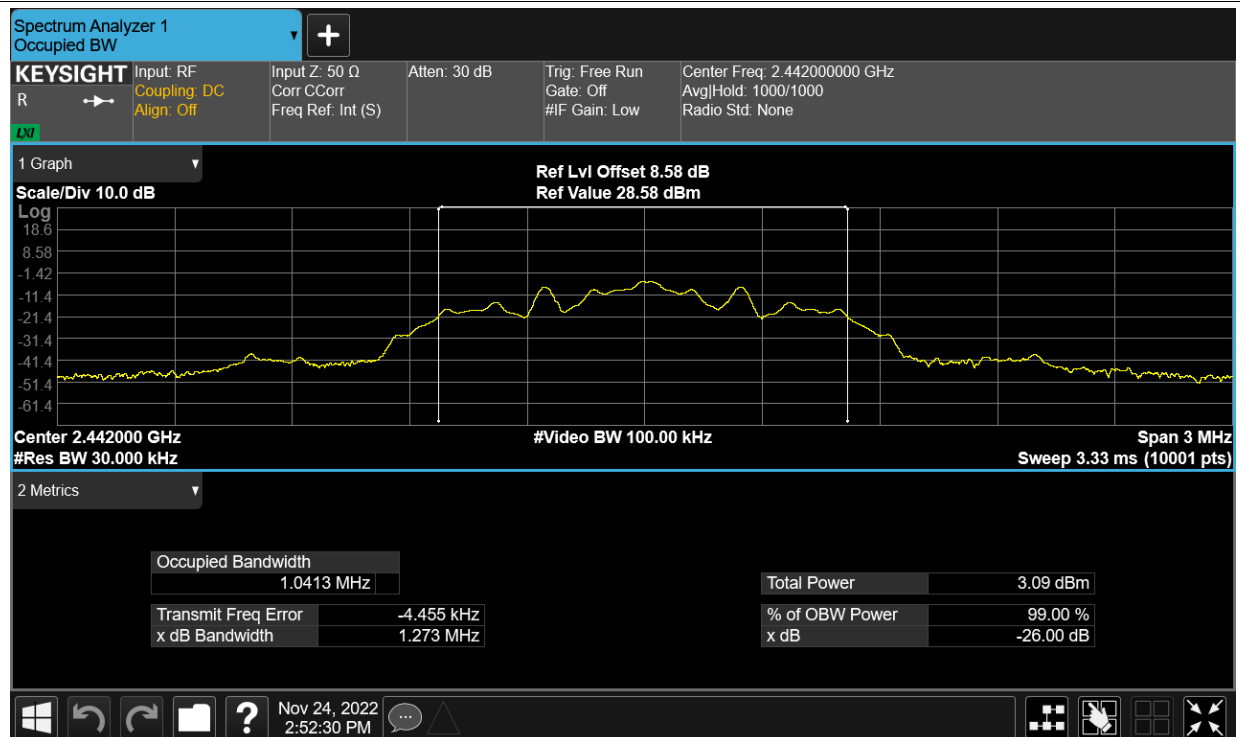 Spectrum Analyzer 1
Occupied BW
+
KEYSIGHT Input: RF Input Z: 50 Ω Atten: 30 dB Trig: Free Run Center Freq: 2.442000000 GHz
R Coupling: DC Corr CCorr Gate: Off Avg|Hold: 1000/1000
Align: Off Freq Ref: Int (S) #IF Gain: Low Radio Std: None
LXI
1 Graph
Ref Lvl Offset 8.58 dB
Scale/Div 10.0 dB Ref Value 28.58 dBm
Log
18.6
8.58
-1.42
-11.4
-21.4
-31.4
-41.4
-51.4
-61.4
Center 2.442000 GHz #Video BW 100.00 kHz Span 3 MHz
#Res BW 30.000 kHz Sweep 3.33 ms (10001 pts)
2 Metrics
Occupied Bandwidth
1.0413 MHz Total Power 3.09 dBm
Transmit Freq Error -4.455 kHz % of OBW Power 99.00 %
x dB Bandwidth 1.273 MHz x dB -26.00 dB
? Nov 24, 2022
2:52:30 PM